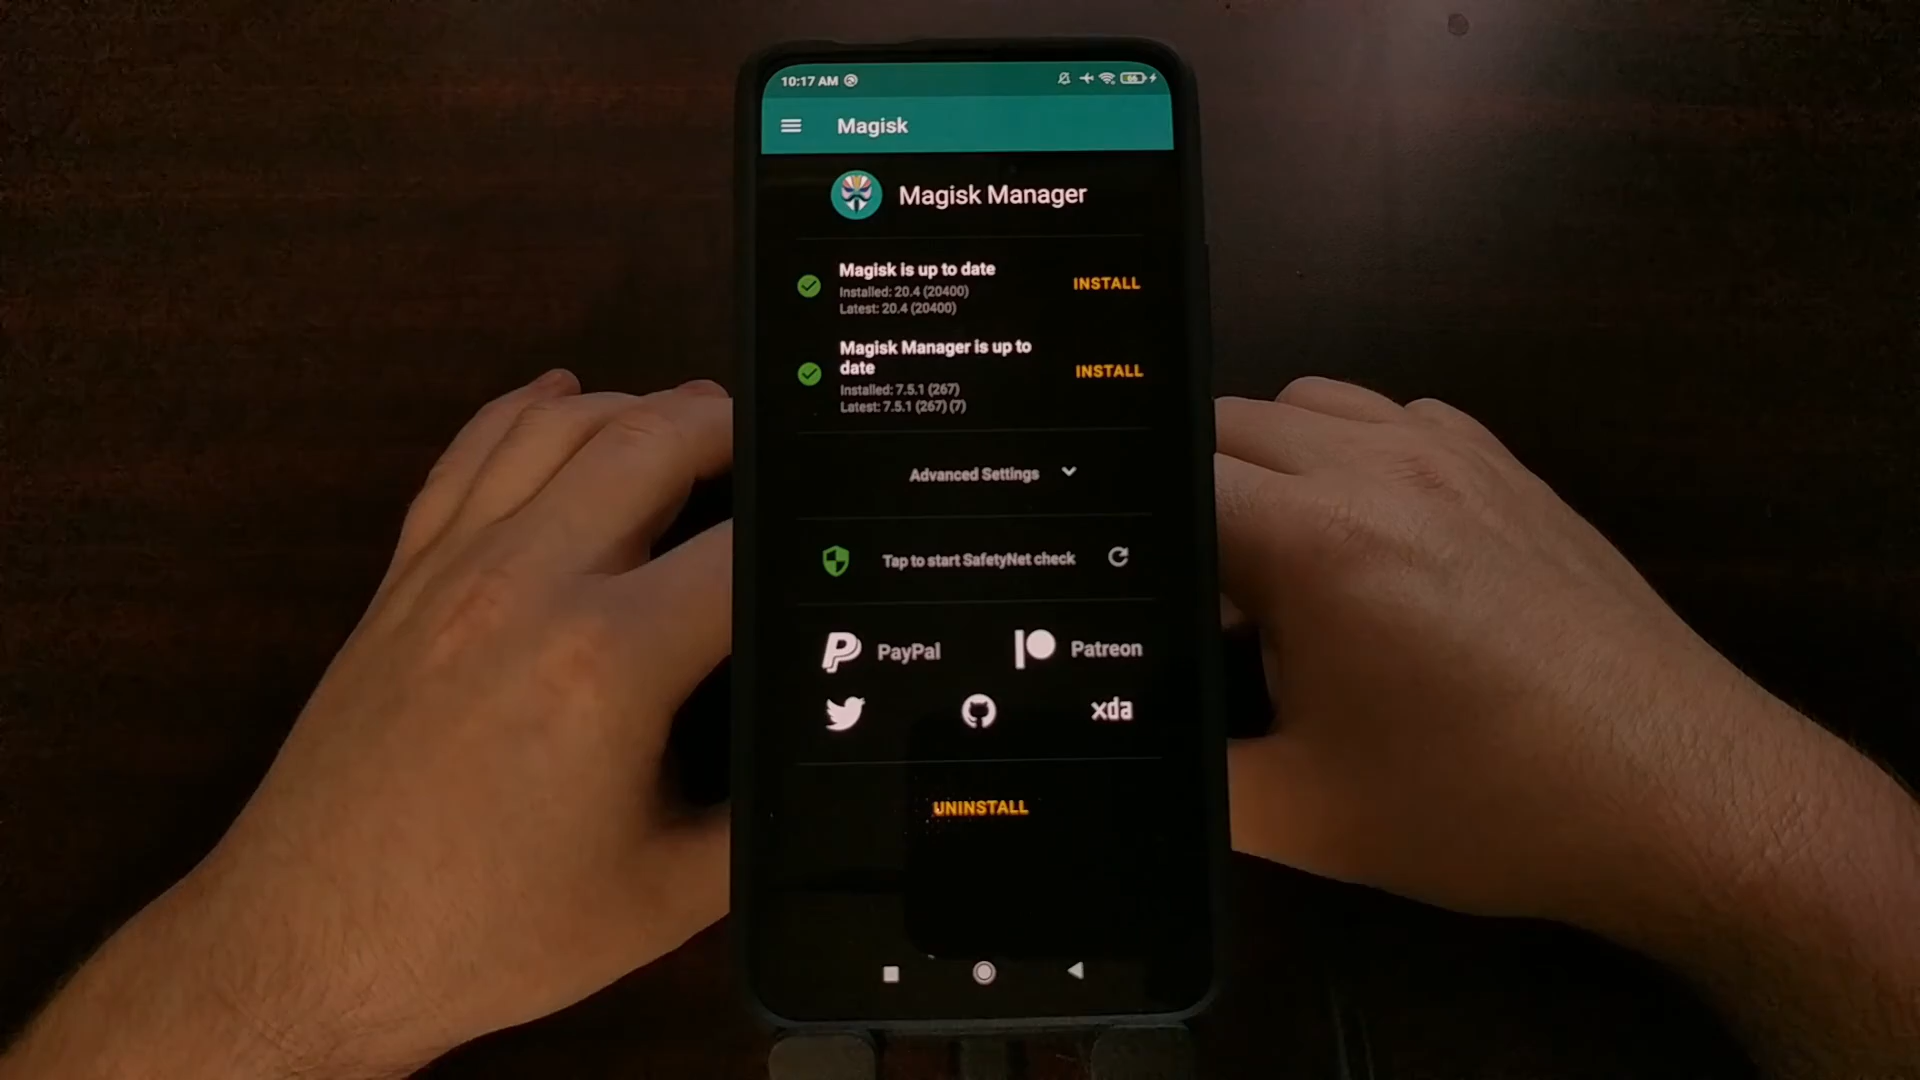 10:17 AM
66
Magisk
Magisk Manager
Magisk is up to date
INSTALL
Installed: 20.4 (20400)
Latest: 20.4 (20400)
Magisk Manager is up to
date
INSTALL
Installed: 7.5.1 (267)
Latest: 7.5.1 (267) (7)
Advanced Settings
Tap to start SafetyNet check
PayPal
Patreon
xda
UNINSTALL